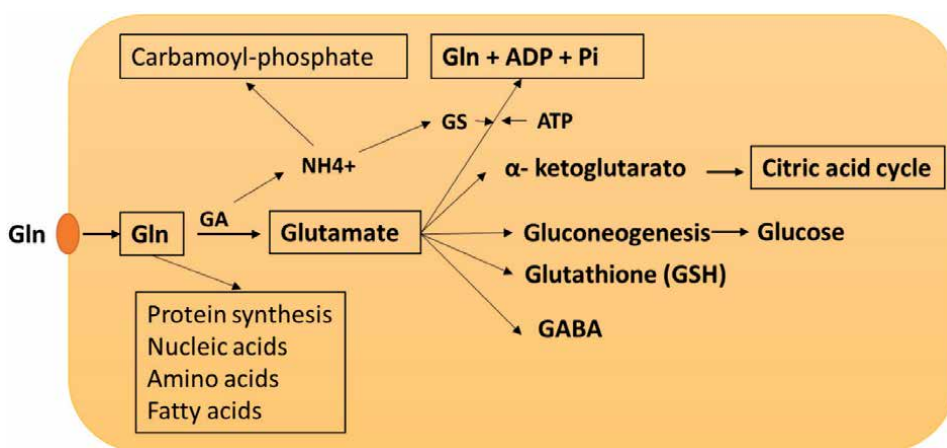 Carbamoyl-phosphate
Gln + ADP + Pi
GS
ATP
NH4+
α- ketoglutarato
Citric acid cycle
GA
Gln
Gln
Glutamate
Gluconeogenesis
Glucose
Glutathione (GSH)
GABA
Protein synthesis
Nucleic acids
Amino acids
Fatty acids